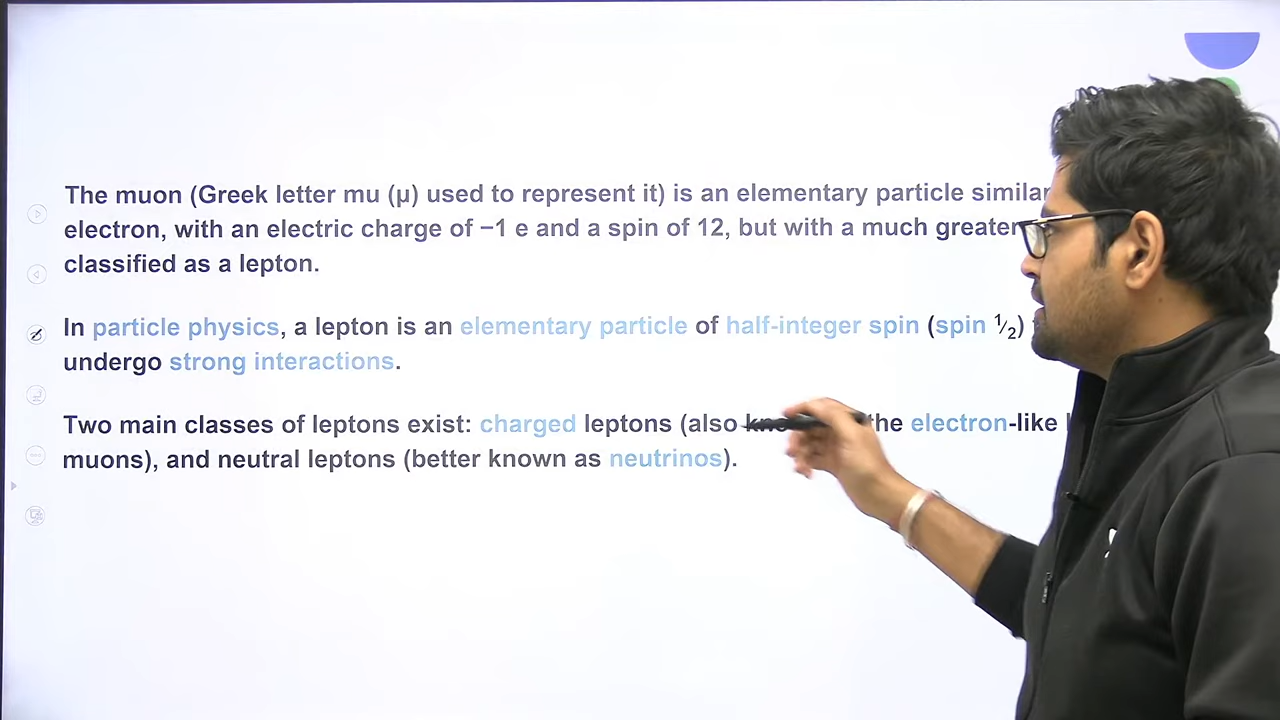 The muon (Greek letter mu (μ) used to represent it) is an elementary particle similar
electron, with an electric charge of −1 e and a spin of 12, but with a much greater
classified as a lepton.
In particle physics, a lepton is an elementary particle of half-integer spin (spin ¹⁄₂)
undergo strong interactions.
Two main classes of leptons exist: charged leptons (also the electron-like
muons), and neutral leptons (better known as neutrinos).